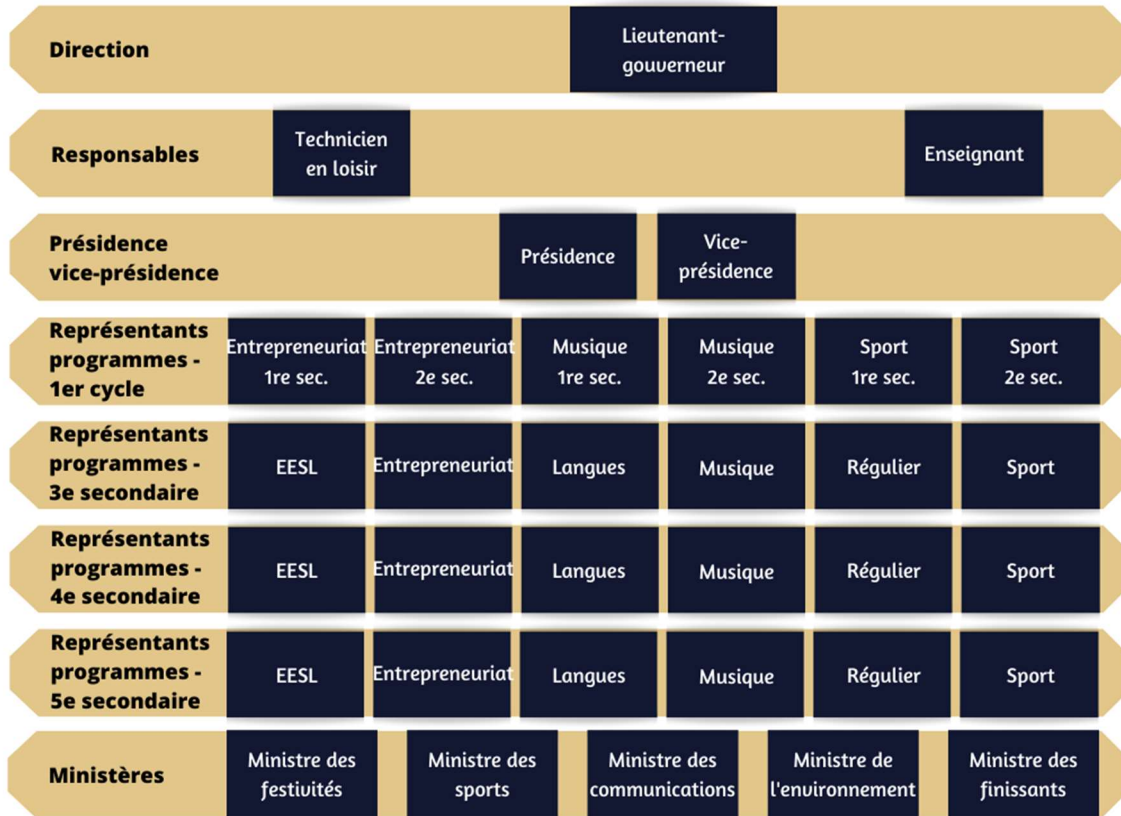 Direction
Lieutenant-
gouverneur
Responsables
Technicien
en loisir
Enseignant
Présidence
vice-présidence
Présidence
Vice-
présidence
Représentants
programmes -
1er cycle
Entrepreneuriat
1re sec.
Entrepreneuriat
2e sec.
Musique
1re sec.
Musique
2e sec.
Sport
1re sec.
Sport
2e sec.
Représentants
programmes -
3e secondaire
EESL
Entrepreneuriat
Langues
Musique
Régulier
Sport
Représentants
programmes -
4e secondaire
EESL
Entrepreneuriat
Langues
Musique
Régulier
Sport
Représentants
programmes -
5e secondaire
EESL
Entrepreneuriat
Langues
Musique
Régulier
Sport
Ministères
Ministre des
festivités
Ministre des
sports
Ministre des
communications
Ministre de
l'environnement
Ministre des
finissants